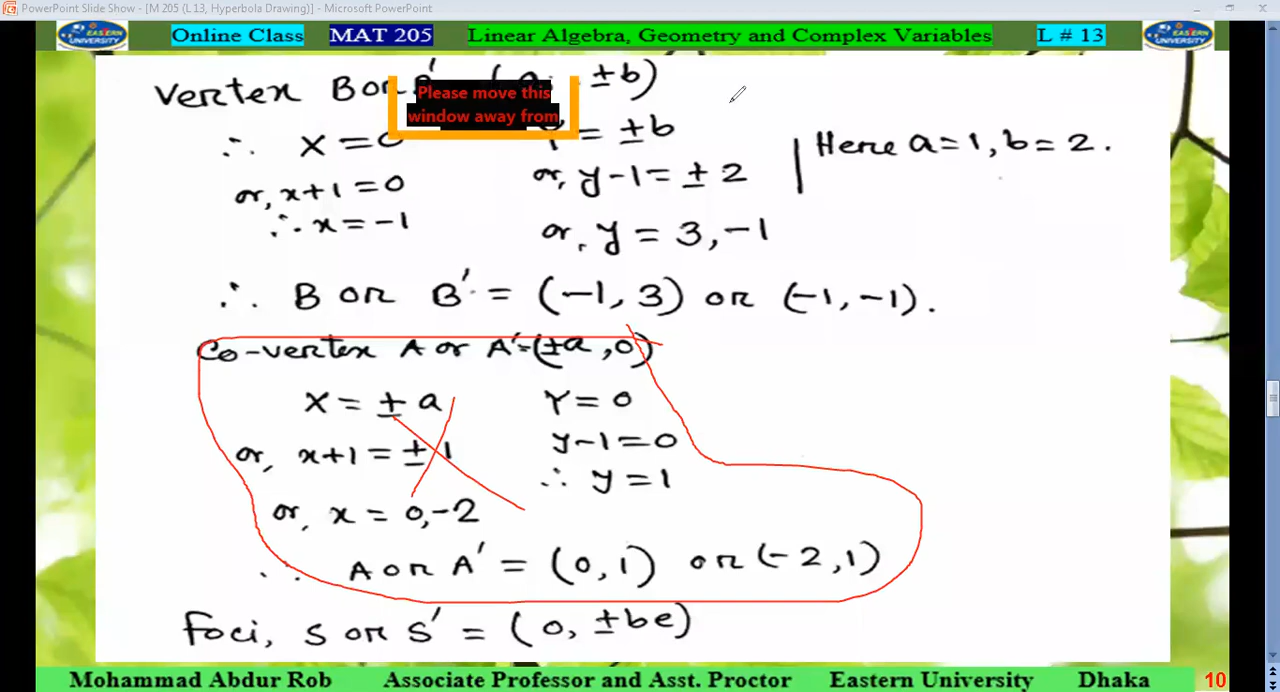 PowerPoint Slide Show - [M 205 (L 13, Hyperbola Drawing)] - Microsoft PowerPoint
EASTERN UNIVERSITY Online Class MAT 205 Linear Algebra, Geometry and Complex Variables L # 13 EASTERN UNIVERSITY
Vertex B or ±b)
Please move this
window away from
∴ X = 0 = ±b
Here a=1, b=2.
or, x+1=0 or, y-1=±2
∴ x=-1 or, y=3,-1
∴ B or B' = (-1, 3) or (-1, -1).
Co-vertex A or A'=(±a, 0)
X = ±a Y = 0
or, x+1=±1 y-1=0
or, x = 0,-2 ∴ y=1
∴ A or A' = (0, 1) or (-2, 1)
Foci, S or S' = (0, ±be)
Mohammad Abdur Rob Associate Professor and Asst. Proctor Eastern University Dhaka 10